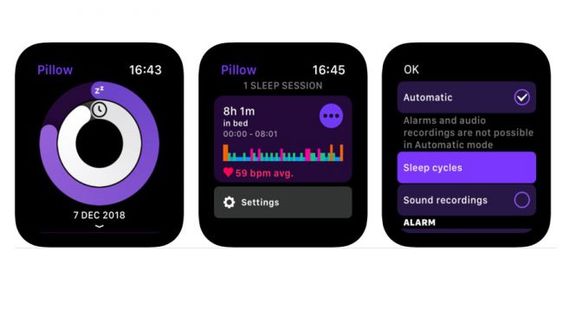 Pillow 16:43
zz
7 DEC 2018
Pillow 16:45
1 SLEEP SESSION
8h 1m
in bed
00:00 - 08:01
59 bpm avg.
Settings
OK
Automatic
Alarms and audio
recordings are not possible
in Automatic mode
Sleep cycles
Sound recordings
ALARM